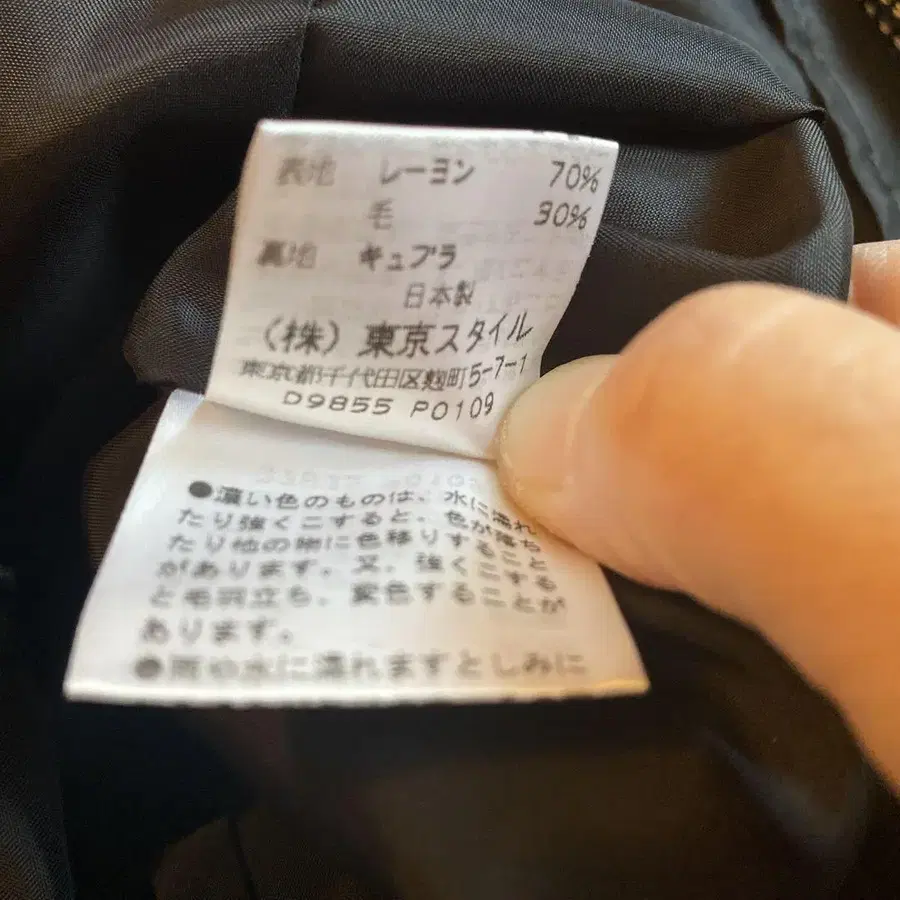 表地 レーヨン 70%
毛 30%
裏地 キュプラ
日本製
(株) 東京スタイル
東京都千代田区麹町5-7-1
D9855 P0109
●濃い色のものは、水に濡れ
たり強くこすると、色が落ち
たり他の物に色移りすること
があります。又、強くこする
と毛羽立ち、変色することが
あります。
●雨や水に濡れますとしみに